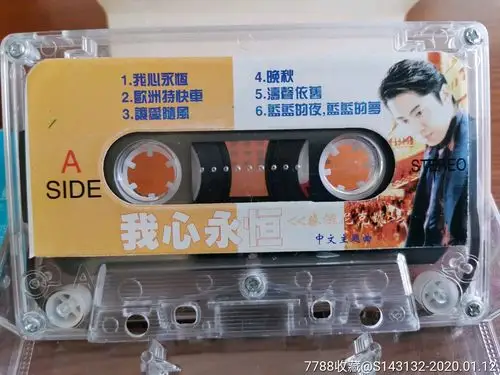 1.我心永恆
2.歐洲特快車
3.讓愛隨風
4.晚秋
5.濤聲依舊
6.藍藍的夜,藍藍的夢
A
SIDE
STEREO
我心永恒
中文主題曲
7788收藏@S143132-2020.01.12